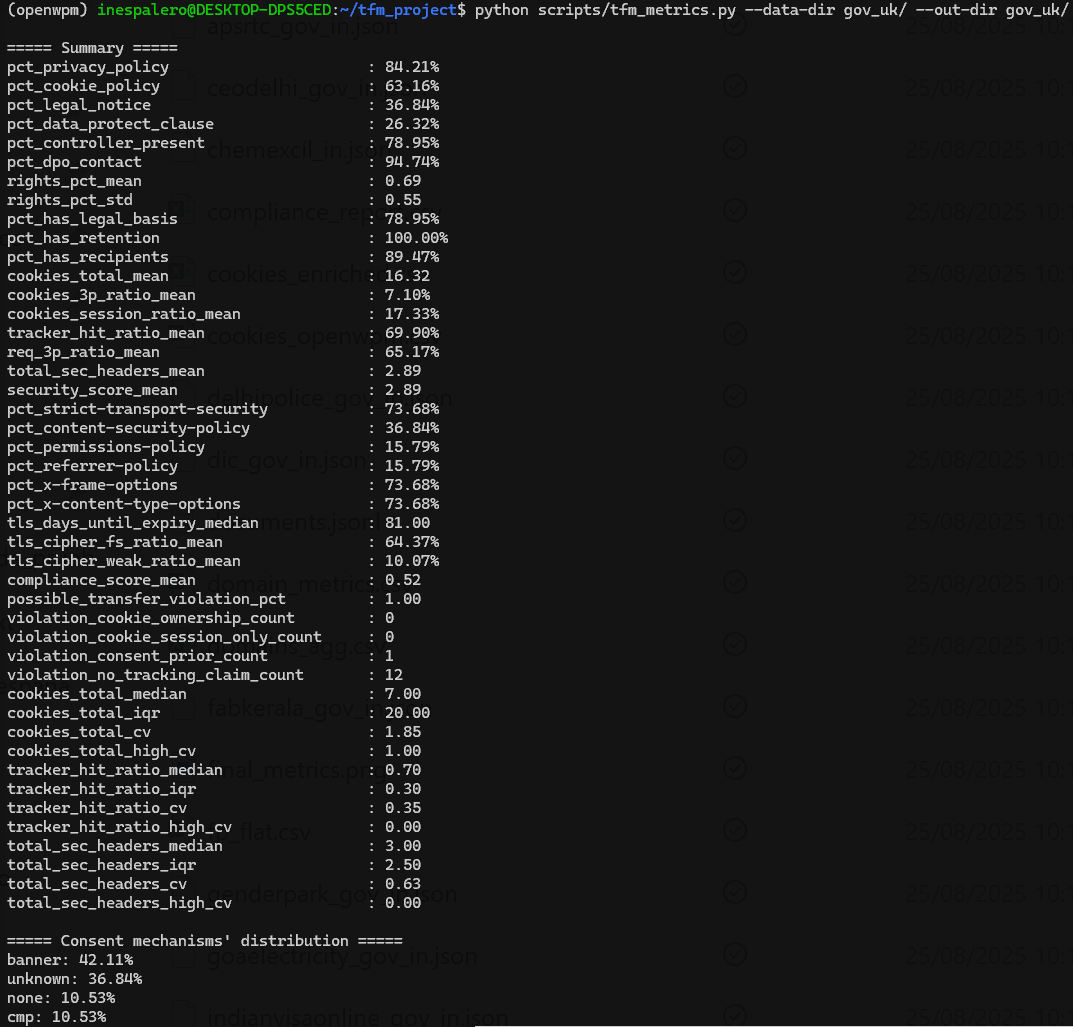 (openwpm) inespalero@DESKTOP-DPS5CED:~/tfm_project$ python scripts/tfm_metrics.py --data-dir gov_uk/ --out-dir gov_uk/
===== Summary =====
pct_privacy_policy : 84.21%
pct_cookie_policy : 63.16%
pct_legal_notice : 36.84%
pct_data_protect_clause : 26.32%
pct_controller_present : 78.95%
pct_dpo_contact : 94.74%
rights_pct_mean : 0.69
rights_pct_std : 0.55
pct_has_legal_basis : 78.95%
pct_has_retention : 100.00%
pct_has_recipients : 89.47%
cookies_total_mean : 16.32
cookies_3p_ratio_mean : 7.10%
cookies_session_ratio_mean : 17.33%
tracker_hit_ratio_mean : 69.90%
req_3p_ratio_mean : 65.17%
total_sec_headers_mean : 2.89
security_score_mean : 2.89
pct_strict-transport-security : 73.68%
pct_content-security-policy : 36.84%
pct_permissions-policy : 15.79%
pct_referrer-policy : 15.79%
pct_x-frame-options : 73.68%
pct_x-content-type-options : 73.68%
tls_days_until_expiry_median : 81.00
tls_cipher_fs_ratio_mean : 64.37%
tls_cipher_weak_ratio_mean : 10.07%
compliance_score_mean : 0.52
possible_transfer_violation_pct : 1.00
violation_cookie_ownership_count : 0
violation_cookie_session_only_count : 0
violation_consent_prior_count : 1
violation_no_tracking_claim_count : 12
cookies_total_median : 7.00
cookies_total_iqr : 20.00
cookies_total_cv : 1.85
cookies_total_high_cv : 1.00
tracker_hit_ratio_median : 0.70
tracker_hit_ratio_iqr : 0.30
tracker_hit_ratio_cv : 0.35
tracker_hit_ratio_high_cv : 0.00
total_sec_headers_median : 3.00
total_sec_headers_iqr : 2.50
total_sec_headers_cv : 0.63
total_sec_headers_high_cv : 0.00
===== Consent mechanisms' distribution =====
banner: 42.11%
unknown: 36.84%
none: 10.53%
cmp: 10.53%